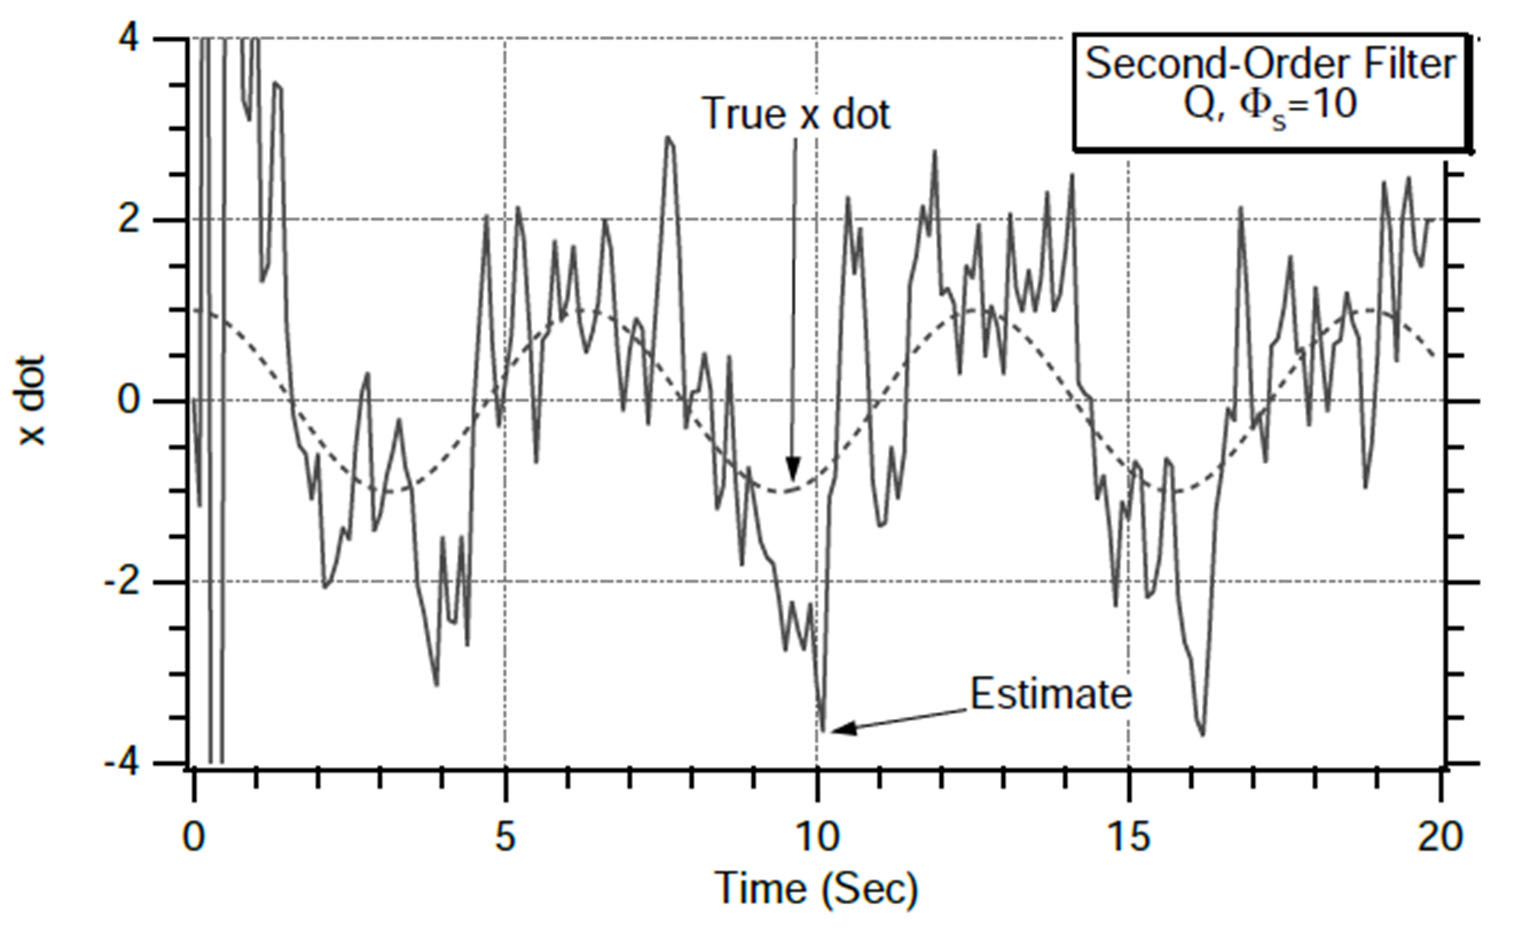 4
Second-Order Filter
Q, Φs=10
True x dot
2
x dot
0
-2
Estimate
-4
0 5 10 15 20
Time (Sec)